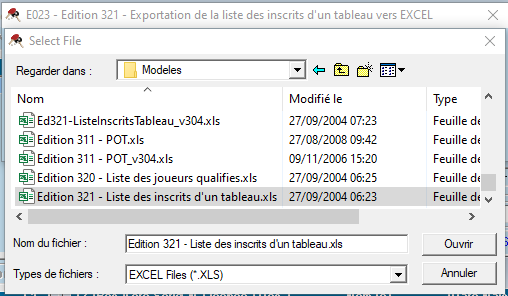 E023 - Edition 321 - Exportation de la liste des inscrits d'un tableau vers EXCEL
Select File
Regarder dans : Modeles
Nom Modifié le Type
Ed321-ListeInscritsTableau_v304.xls 27/09/2004 07:23 Feuille de
Edition 311 - POT.xls 27/08/2008 09:42 Feuille de
Edition 311 - POT_v304.xls 09/11/2006 15:20 Feuille de
Edition 320 - Liste des joueurs qualifies.xls 27/09/2004 06:25 Feuille de
Edition 321 - Liste des inscrits d'un tableau.xls 27/09/2004 06:23 Feuille de
Nom du fichier : Edition 321 - Liste des inscrits d'un tableau.xls Ouvrir
Types de fichiers : EXCEL Files (*.XLS) Annuler